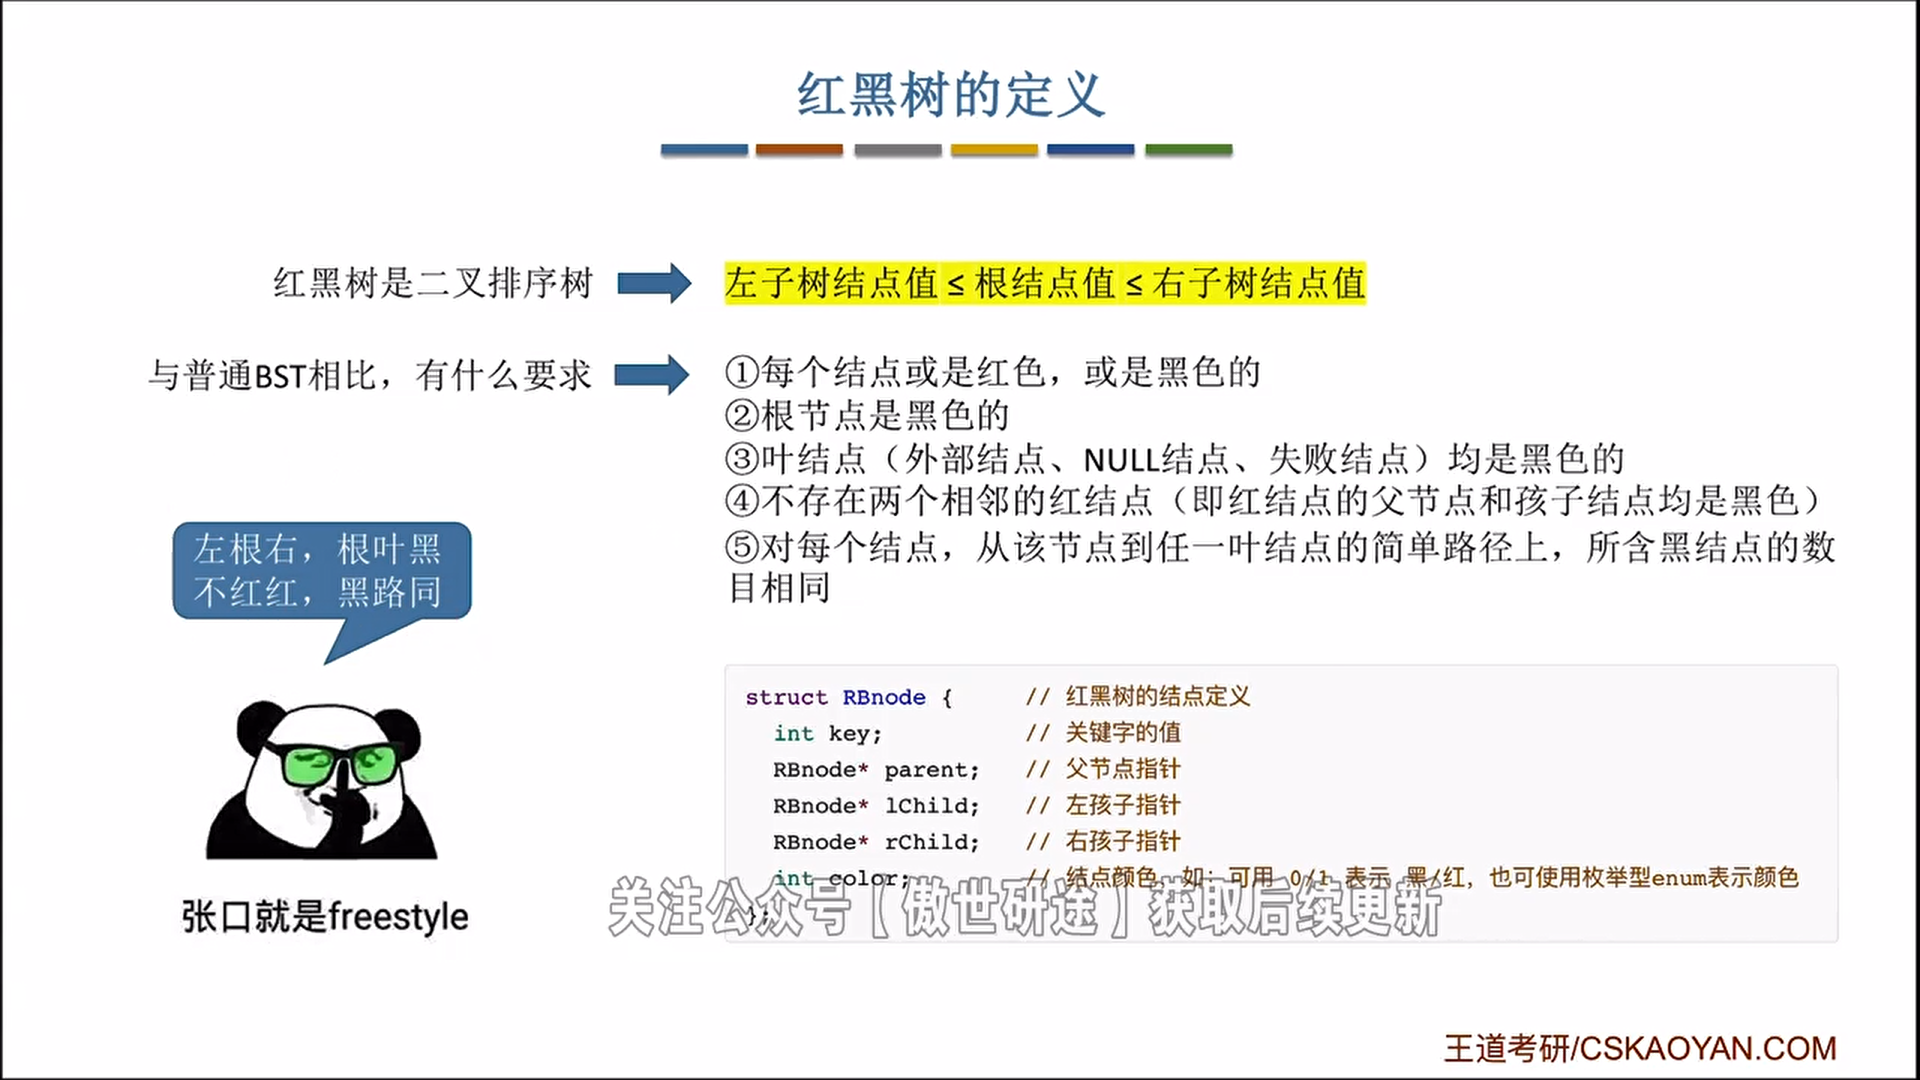 红黑树的定义
红黑树是二叉排序树
左子树结点值 ≤ 根结点值 ≤ 右子树结点值
与普通BST相比，有什么要求
①每个结点或是红色，或是黑色的
②根节点是黑色的
③叶结点（外部结点、NULL结点、失败结点）均是黑色的
④不存在两个相邻的红结点（即红结点的父节点和孩子结点均是黑色）
⑤对每个结点，从该节点到任一叶结点的简单路径上，所含黑结点的数
目相同
左根右，根叶黑
不红红，黑路同
张口就是freestyle
struct RBnode { // 红黑树的结点定义
int key; // 关键字的值
RBnode* parent; // 父节点指针
RBnode* lChild; // 左孩子指针
RBnode* rChild; // 右孩子指针
int color; // 结点颜色，如：可用 0/1 表示 黑/红，也可使用枚举型enum表示颜色
};
关注公众号【傲世研途】获取后续更新
王道考研/CSKAOYAN.COM